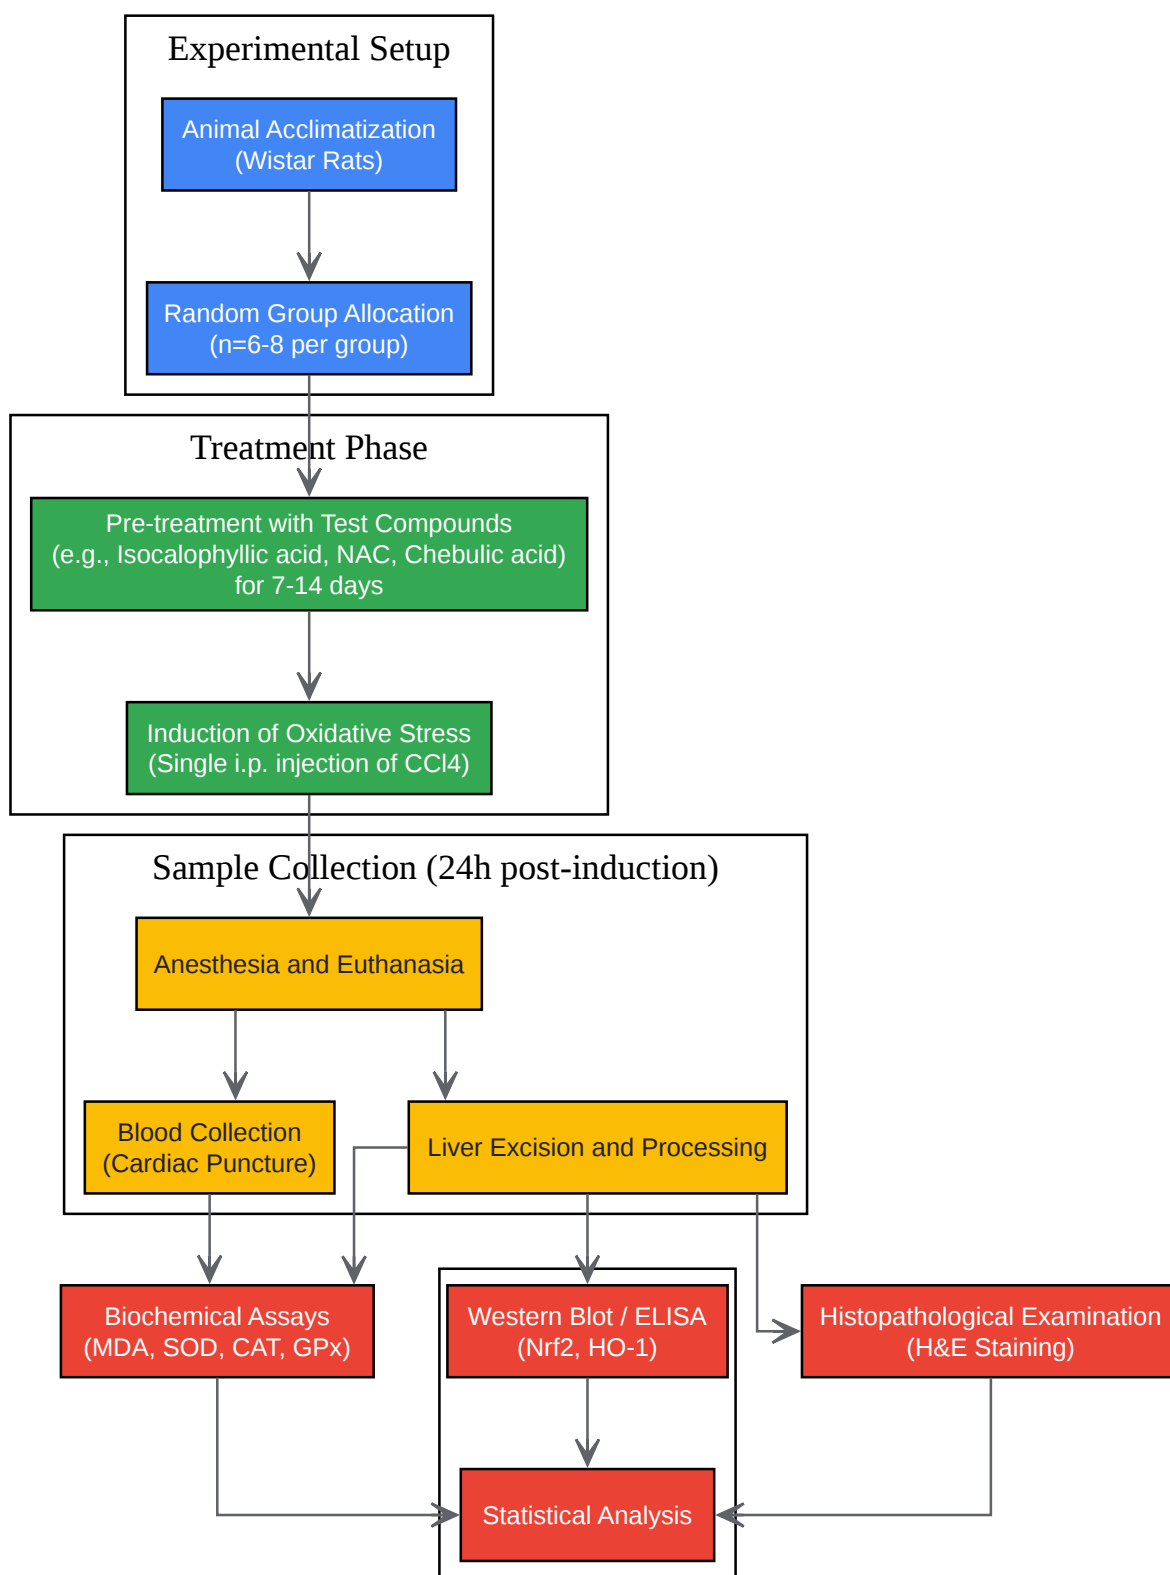 Experimental Setup
Animal Acclimatization
(Wistar Rats)
Random Group Allocation
(n=6-8 per group)
Treatment Phase
Pre-treatment with Test Compounds
(e.g., Isocalophyllic acid, NAC, Chebulic acid)
for 7-14 days
Induction of Oxidative Stress
(Single i.p. injection of CCl4)
Sample Collection (24h post-induction)
Anesthesia and Euthanasia
Blood Collection
(Cardiac Puncture)
Liver Excision and Processing
Biochemical Assays
(MDA, SOD, CAT, GPx)
Western Blot / ELISA
(Nrf2, HO-1)
Histopathological Examination
(H&E Staining)
Statistical Analysis